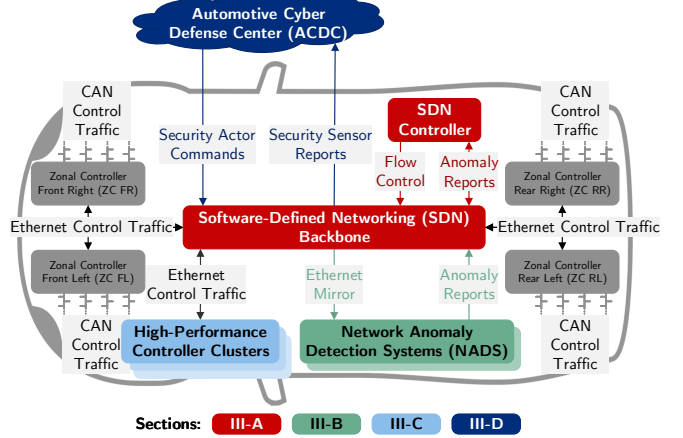 Automotive Cyber
Defense Center (ACDC)
CAN
Control
Traffic
CAN
Control
Traffic
SDN
Controller
Security Actor
Commands
Security Sensor
Reports
Flow
Control
Anomaly
Reports
Zonal Controller
Front Right (ZC FR)
Zonal Controller
Rear Right (ZC RR)
Ethernet Control Traffic
Software-Defined Networking (SDN)
Backbone
Ethernet Control Traffic
Zonal Controller
Front Left (ZC FL)
Zonal Controller
Rear Left (ZC RL)
Ethernet
Control Traffic
Ethernet
Mirror
Anomaly
Reports
CAN
Control
Traffic
High-Performance
Controller Clusters
Network Anomaly
Detection Systems (NADS)
CAN
Control
Traffic
Sections: III-A III-B III-C III-D